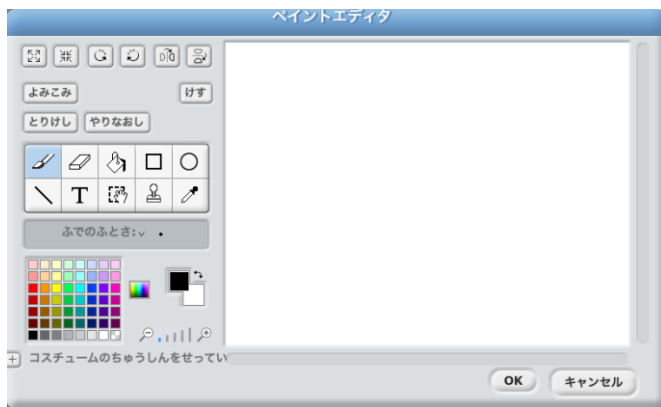 ペイントエディタ
よみこみ
けす
とりけし
やりなおし
T
ふでのふとさ:
コスチュームのちゅうしんをせってい
OK
キャンセル